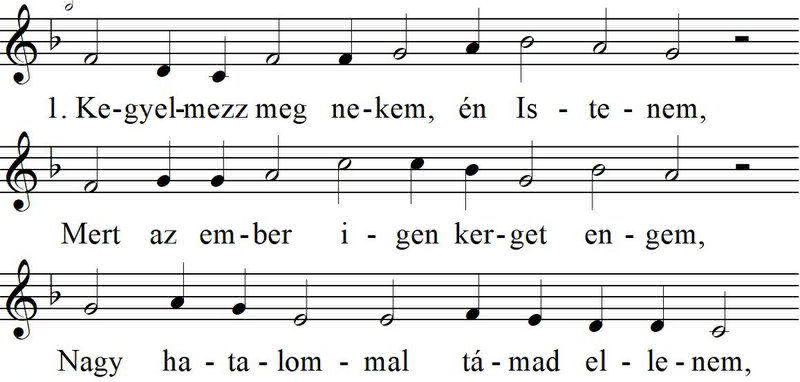 1. Ke-gyel-mezz meg ne-kem, én Is - te - nem,
Mert az em-ber i - gen ker-get en - gem,
Nagy ha - ta - lom - mal tá - mad el - le - nem,